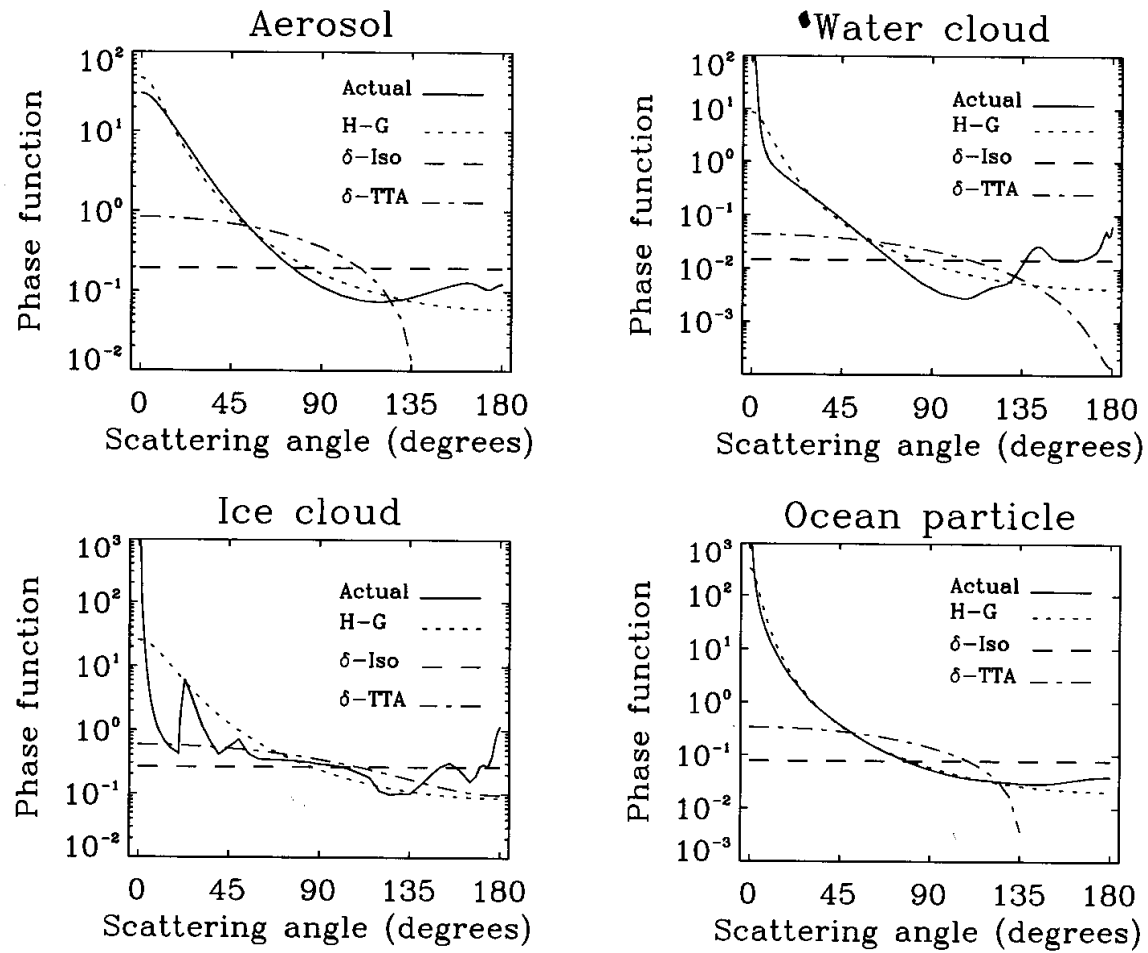 Aerosol
Phase function
10²
10¹
10⁰
10⁻¹
10⁻²
Actual
H-G
δ-Iso
δ-TTA
0 45 90 135 180
Scattering angle (degrees)
Water cloud
Phase function
10²
10¹
10⁰
10⁻¹
10⁻²
10⁻³
Actual
H-G
δ-Iso
δ-TTA
0 45 90 135 180
Scattering angle (degrees)
Ice cloud
Phase function
10³
10²
10¹
10⁰
10⁻¹
10⁻²
Actual
H-G
δ-Iso
δ-TTA
0 45 90 135 180
Scattering angle (degrees)
Ocean particle
Phase function
10³
10²
10¹
10⁰
10⁻¹
10⁻²
10⁻³
Actual
H-G
δ-Iso
δ-TTA
0 45 90 135 180
Scattering angle (degrees)